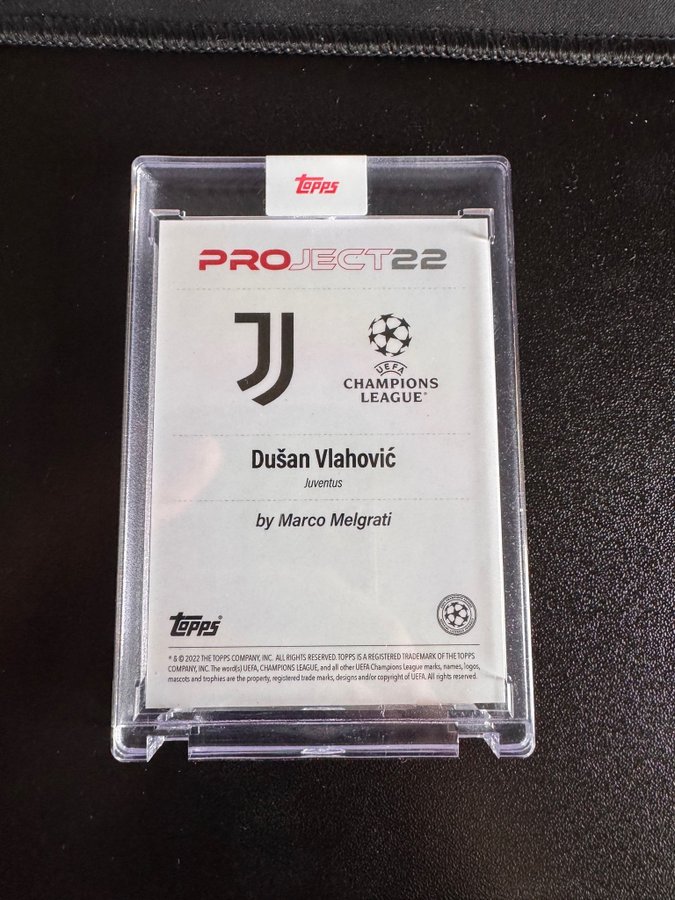 Topps
PROJECT22
UEFA
CHAMPIONS
LEAGUE®
Dušan Vlahović
Juventus
by Marco Melgrati
Topps®
® & © 2022 THE TOPPS COMPANY, INC. ALL RIGHTS RESERVED. TOPPS IS A REGISTERED TRADEMARK OF THE TOPPS
COMPANY, INC. The word(s) UEFA, CHAMPIONS LEAGUE, and all other UEFA Champions League marks, names, logos,
mascots and trophies are the property, registered trade marks, designs and/or copyright of UEFA. All rights reserved.